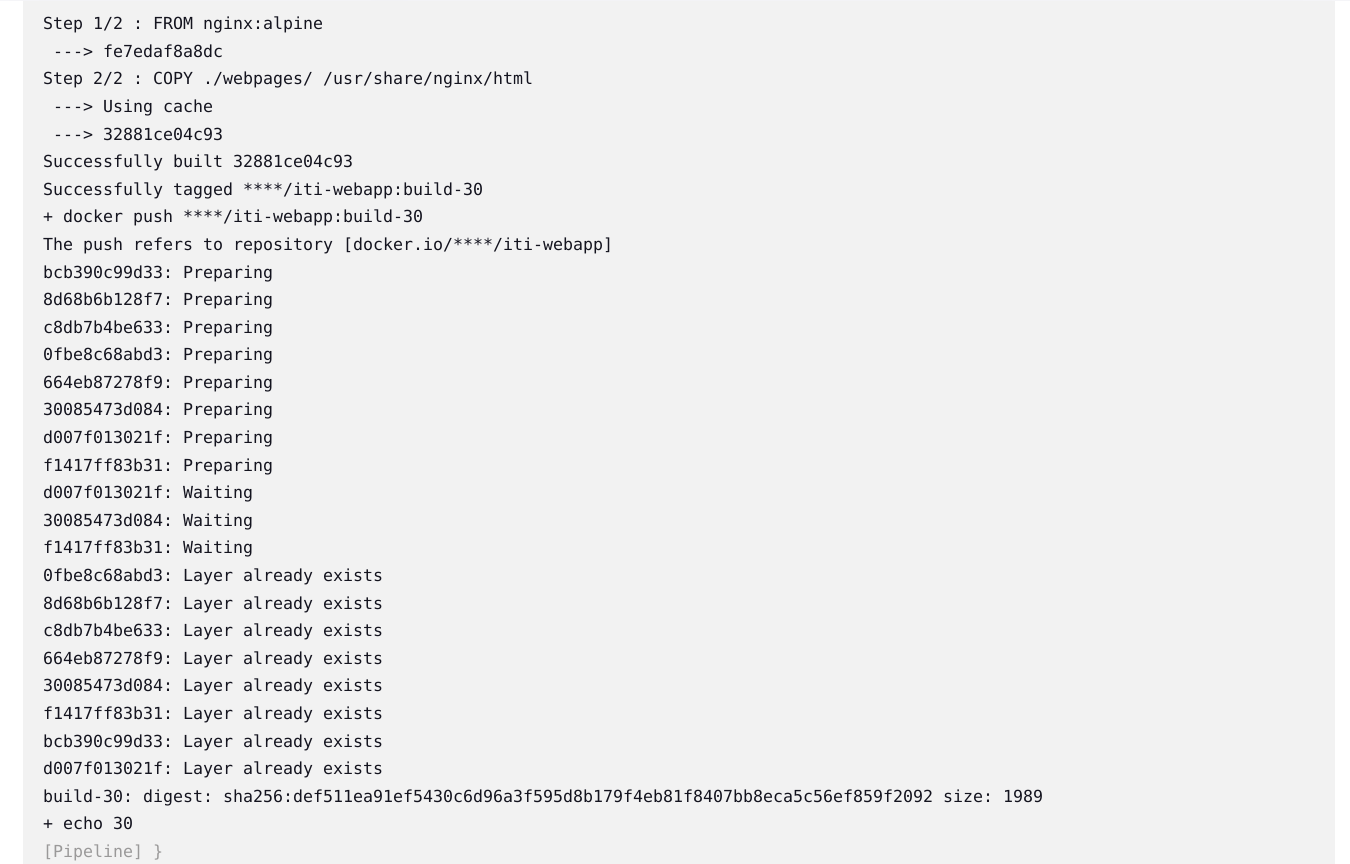 Step 1/2 : FROM nginx:alpine
 ---> fe7edaf8a8dc
Step 2/2 : COPY ./webpages/ /usr/share/nginx/html
 ---> Using cache
 ---> 32881ce04c93
Successfully built 32881ce04c93
Successfully tagged ****/iti-webapp:build-30
+ docker push ****/iti-webapp:build-30
The push refers to repository [docker.io/****/iti-webapp]
bcb390c99d33: Preparing
8d68b6b128f7: Preparing
c8db7b4be633: Preparing
0fbe8c68abd3: Preparing
664eb87278f9: Preparing
30085473d084: Preparing
d007f013021f: Preparing
f1417ff83b31: Preparing
d007f013021f: Waiting
30085473d084: Waiting
f1417ff83b31: Waiting
0fbe8c68abd3: Layer already exists
8d68b6b128f7: Layer already exists
c8db7b4be633: Layer already exists
664eb87278f9: Layer already exists
30085473d084: Layer already exists
f1417ff83b31: Layer already exists
bcb390c99d33: Layer already exists
d007f013021f: Layer already exists
build-30: digest: sha256:def511ea91ef5430c6d96a3f595d8b179f4eb81f8407bb8eca5c56ef859f2092 size: 1989
+ echo 30
[Pipeline] }